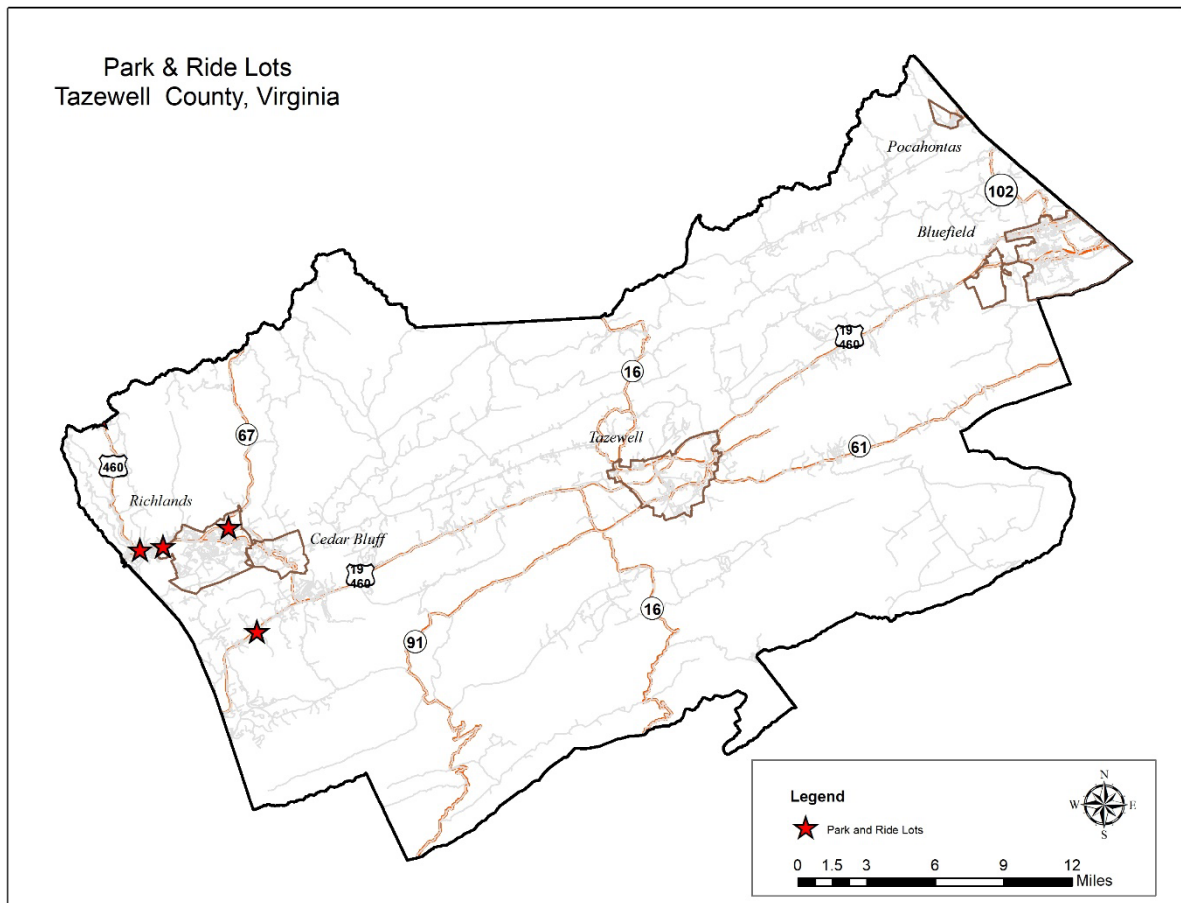 Park & Ride Lots
Tazewell County, Virginia
Pocahontas
102
Bluefield
19
460
16
Tazewell
67
61
460
Richlands
Cedar Bluff
19
460
16
91
Legend
N
W E
S
Park and Ride Lots
0 1.5 3 6 9 12
Miles